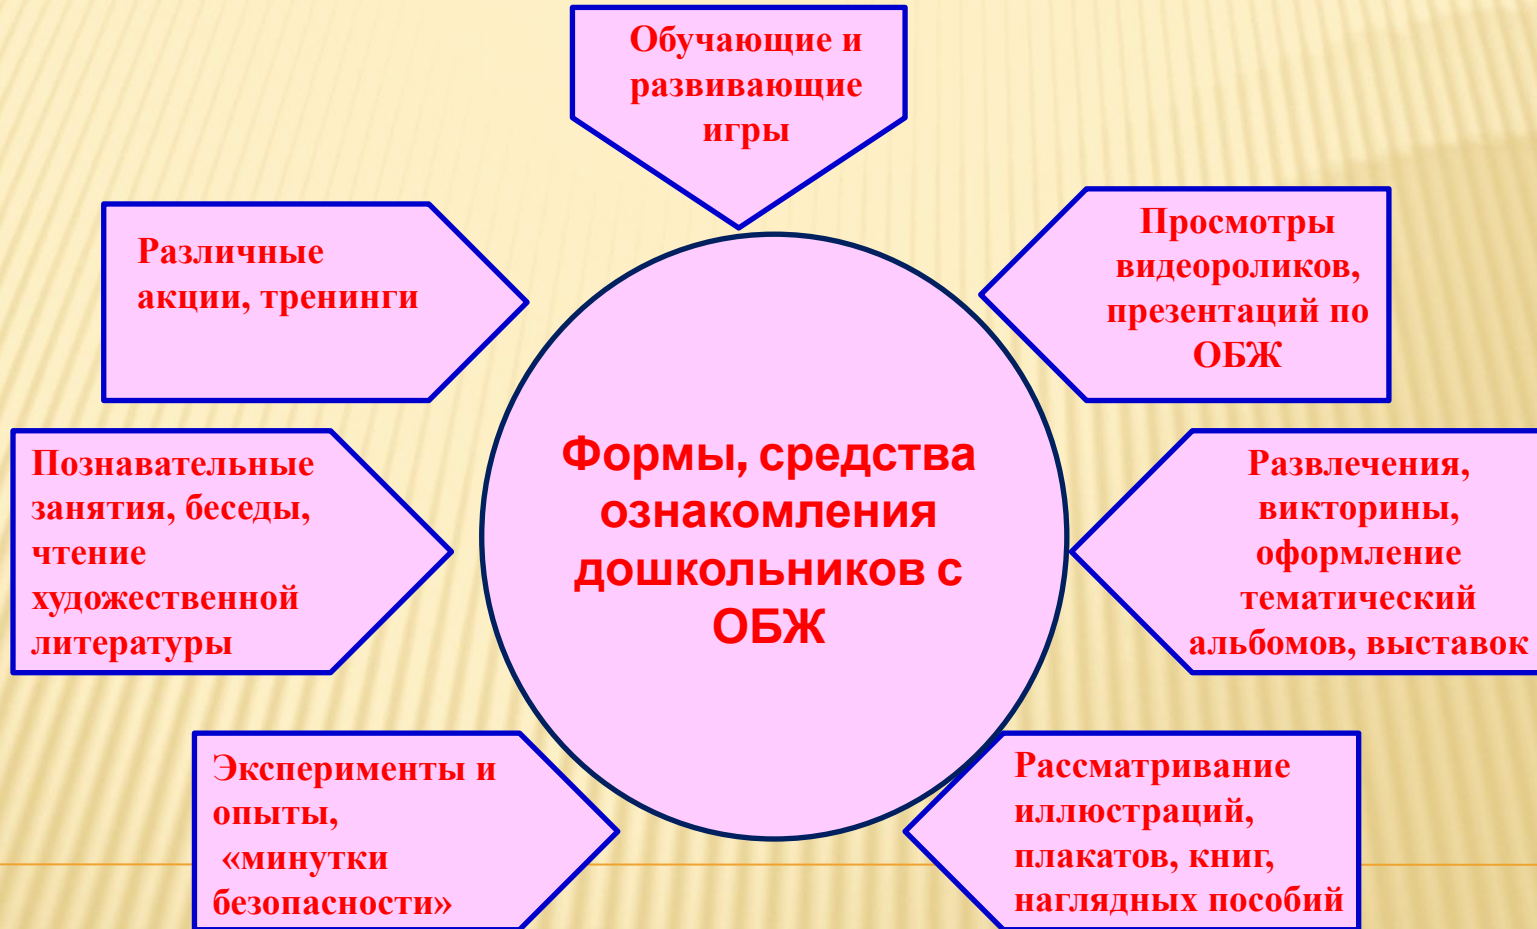 Обучающие и
развивающие
игры
Различные
акции, тренинги
Просмотры
видеороликов,
презентаций по
ОБЖ
Познавательные
занятия, беседы,
чтение
художественной
литературы
Формы, средства
ознакомления
дошкольников с
ОБЖ
Развлечения,
викторины,
оформление
тематический
альбомов, выставок
Эксперименты и
опыты,
«минутки
безопасности»
Рассматривание
иллюстраций,
плакатов, книг,
наглядных пособий